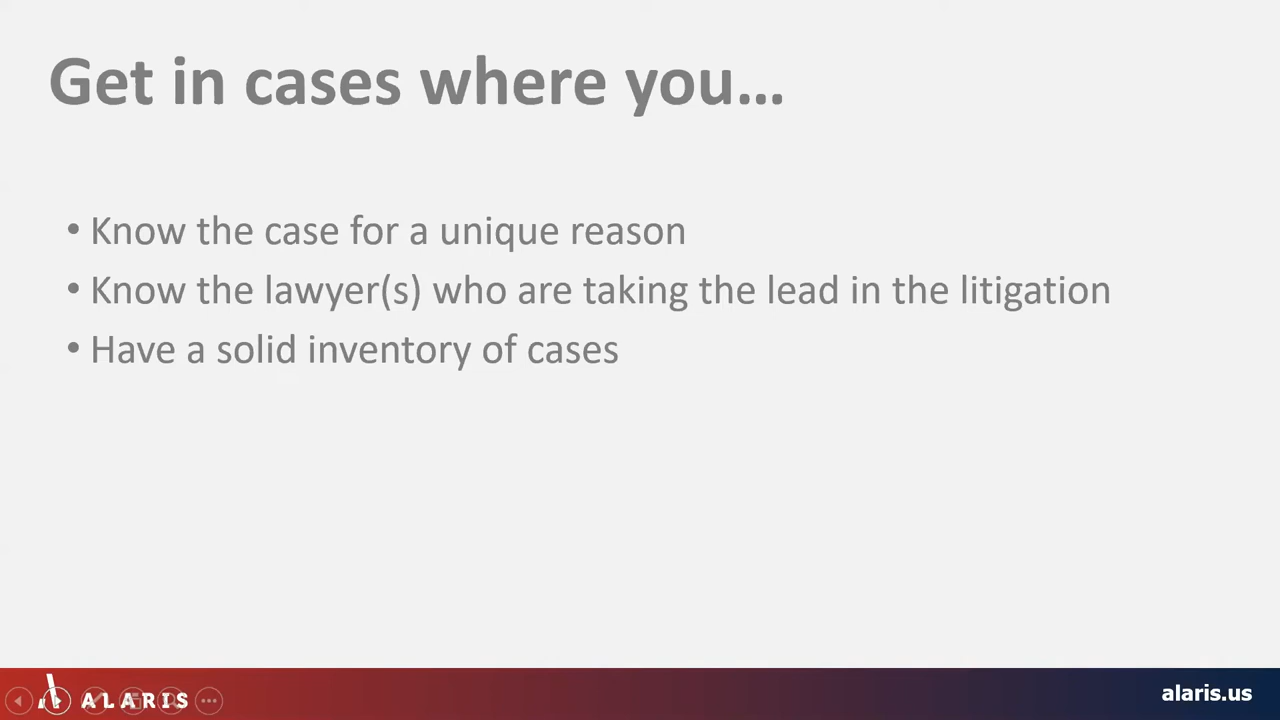 Get in cases where you...
• Know the case for a unique reason
• Know the lawyer(s) who are taking the lead in the litigation
• Have a solid inventory of cases
ALARIS
alaris.us